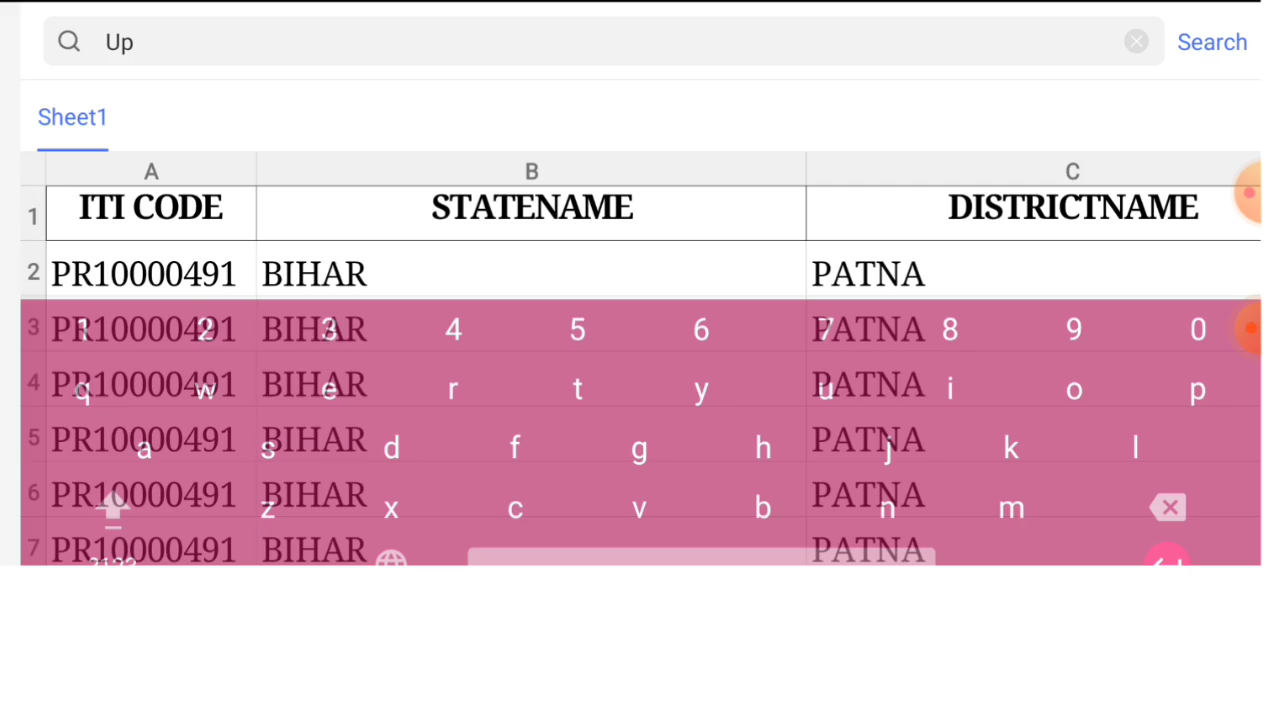 Up
Search
Sheet1
A B C
1 ITI CODE STATENAME DISTRICTNAME
2 PR10000491 BIHAR PATNA
3 PR10000491 BIHAR PATNA
1 2 3 4 5 6 7 8 9 0
4 PR10000491 BIHAR PATNA
q w e r t y u i o p
5 PR10000491 BIHAR PATNA
a s d f g h j k l
6 PR10000491 BIHAR PATNA
z x c v b n m
7 PR10000491 BIHAR PATNA